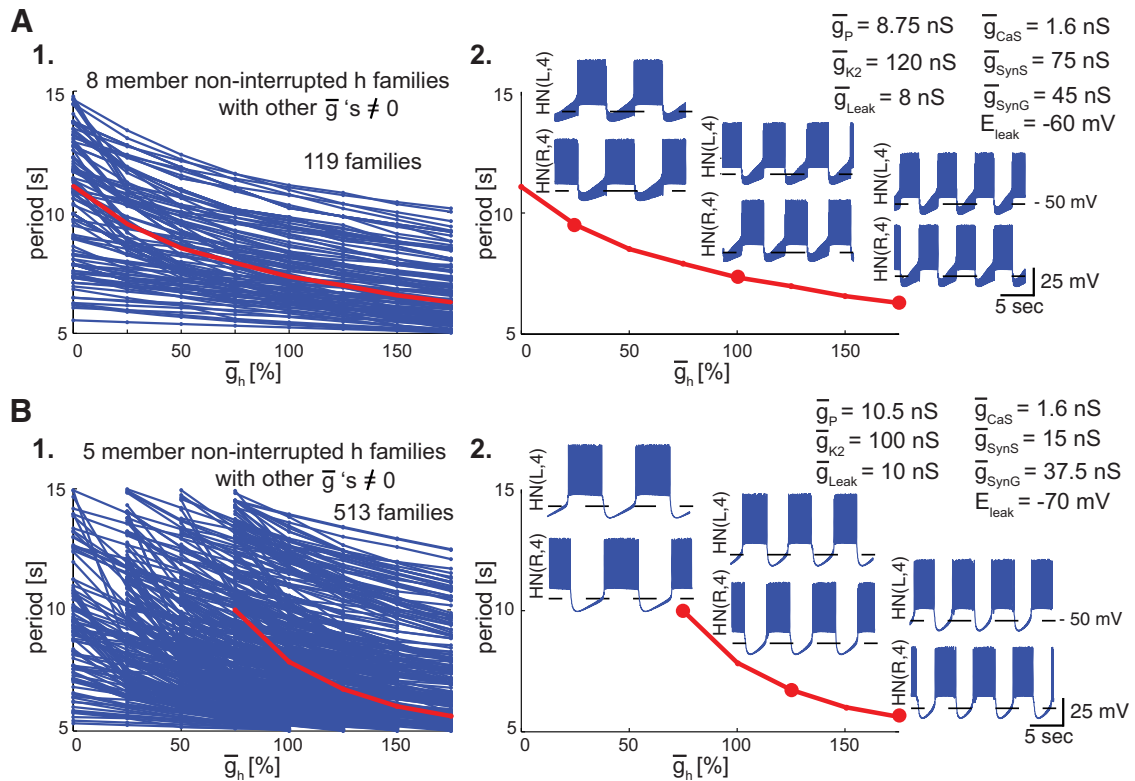 A
1.
8 member non-interrupted h families
with other g̅ 's ≠ 0
119 families
15
10
5
period [s]
0
50
100
150
g̅h [%]
2.
g̅P = 8.75 nS
g̅K2 = 120 nS
g̅Leak = 8 nS
g̅CaS = 1.6 nS
g̅SynS = 75 nS
g̅SynG = 45 nS
Eleak = -60 mV
HN(L,4)
HN(R,4)
HN(L,4)
HN(R,4)
HN(L,4)
HN(R,4)
- 50 mV
25 mV
5 sec
15
10
5
period [s]
0
50
100
150
g̅h [%]
B
1.
5 member non-interrupted h families
with other g̅ 's ≠ 0
513 families
15
10
5
period [s]
0
50
100
150
g̅h [%]
2.
g̅P = 10.5 nS
g̅K2 = 100 nS
g̅Leak = 10 nS
g̅CaS = 1.6 nS
g̅SynS = 15 nS
g̅SynG = 37.5 nS
Eleak = -70 mV
HN(L,4)
HN(R,4)
HN(L,4)
HN(R,4)
HN(L,4)
HN(R,4)
- 50 mV
25 mV
5 sec
15
10
5
period [s]
0
50
100
150
g̅h [%]